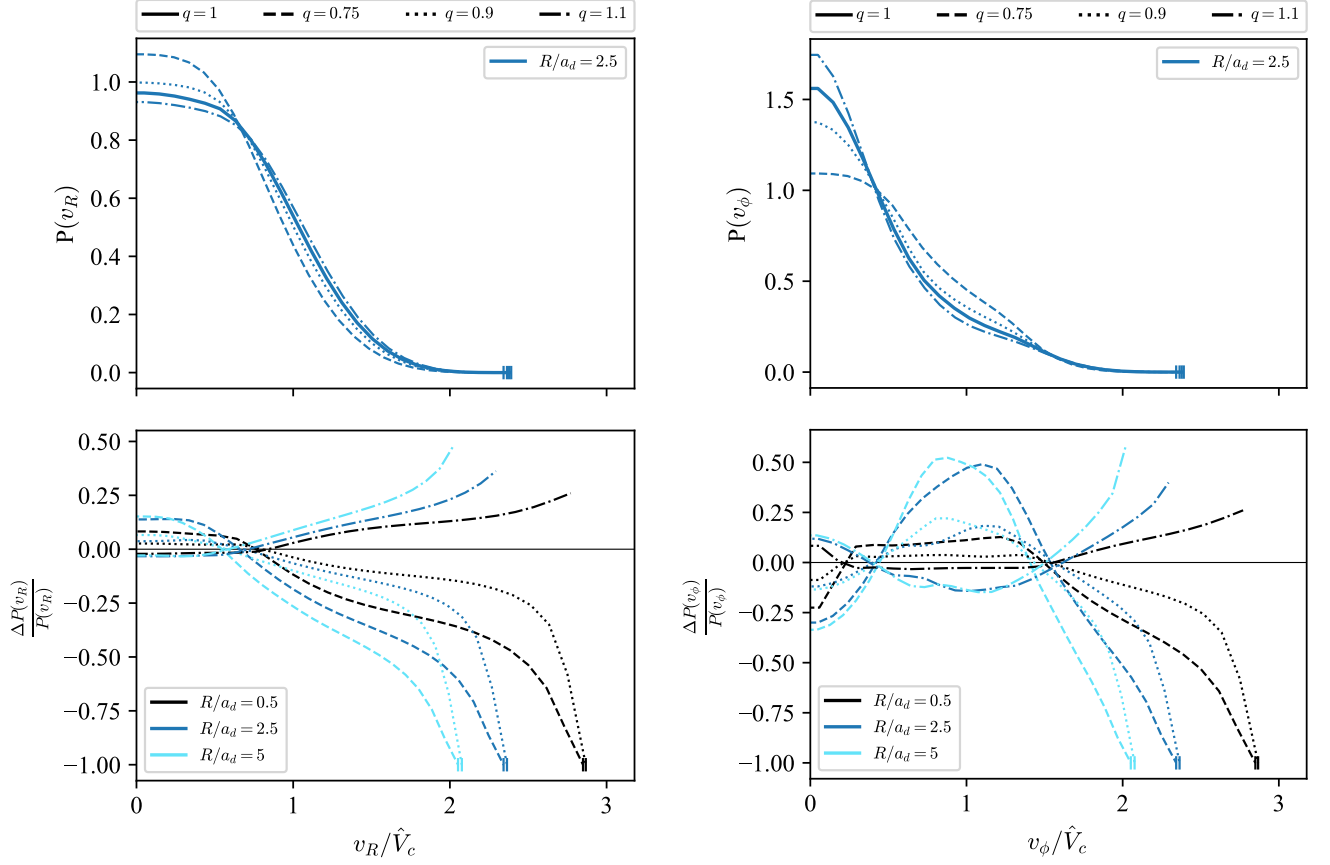 q = 1 q = 0.75 q = 0.9 q = 1.1
R/a_d = 2.5
P(v_R)
1.0
0.8
0.6
0.4
0.2
0.0
q = 1 q = 0.75 q = 0.9 q = 1.1
R/a_d = 2.5
P(v_ϕ)
1.5
1.0
0.5
0.0
ΔP(v_R)
P(v_R)
0.50
0.25
0.00
−0.25
−0.50
−0.75
−1.00
R/a_d = 0.5
R/a_d = 2.5
R/a_d = 5
0 1 2 3
v_R/V̂_c
ΔP(v_ϕ)
P(v_ϕ)
0.50
0.25
0.00
−0.25
−0.50
−0.75
−1.00
R/a_d = 0.5
R/a_d = 2.5
R/a_d = 5
0 1 2 3
v_ϕ/V̂_c